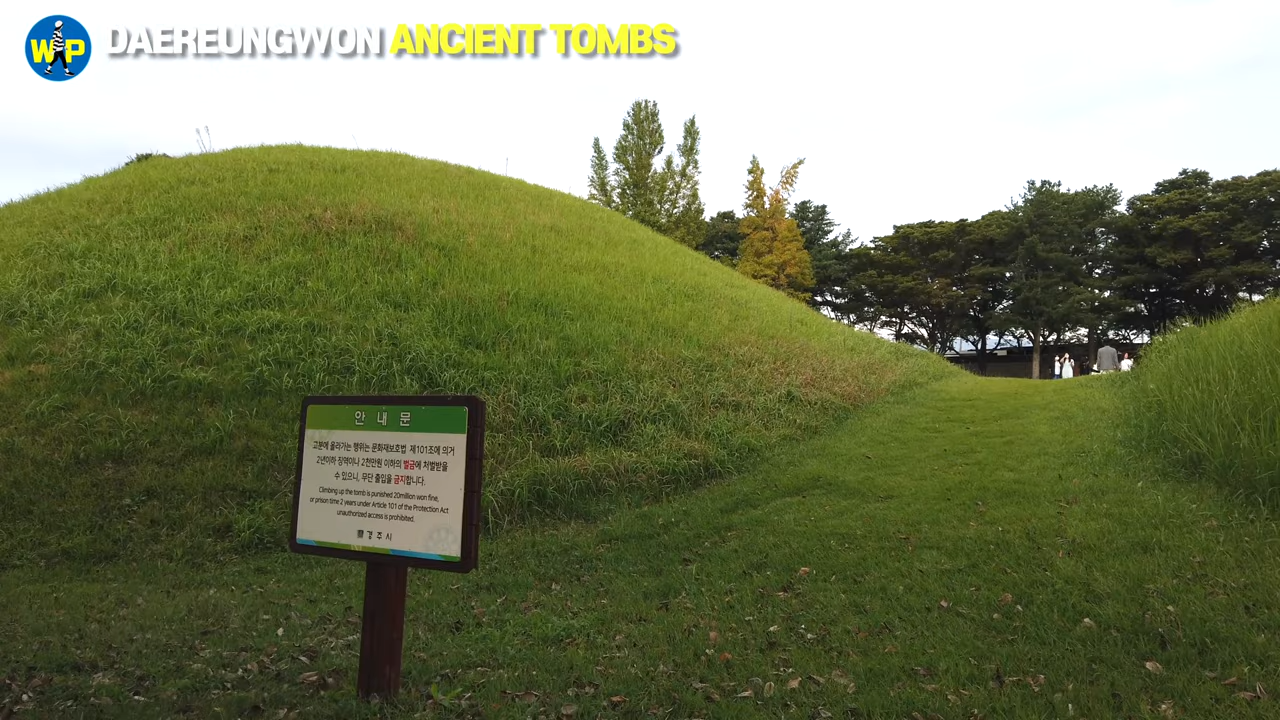 WP
DAEREUNGWON ANCIENT TOMBS
안 내 문
고분에 올라가는 행위는 문화재보호법 제101조에 의거
2년이하 징역이나 2천만원 이하의 벌금에 처벌받을
수 있으니, 무단 출입을 금지합니다.
Climbing up the tomb is punished 20million won fine,
or prison time 2 years under Article 101 of the Protection Act
unauthorized access is prohibited.
경 주 시